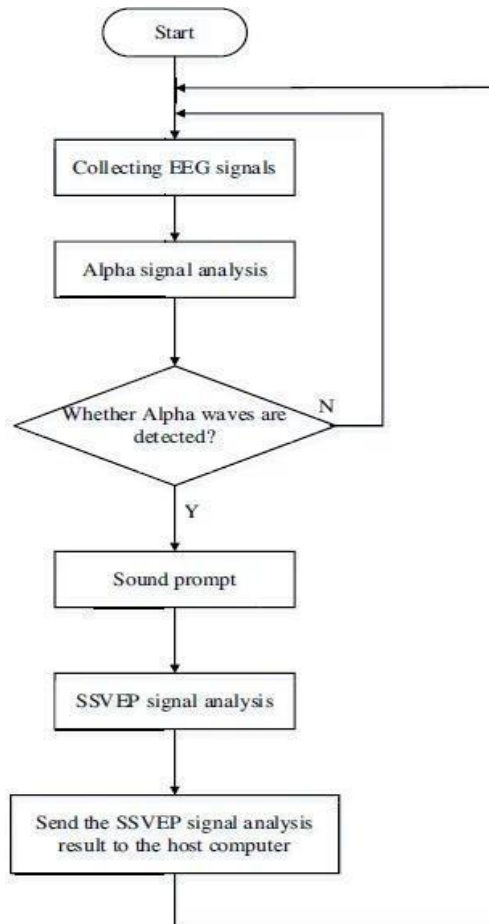 Start
Collecting EEG signals
Alpha signal analysis
Whether Alpha waves are
detected?
N
Y
Sound prompt
SSVEP signal analysis
Send the SSVEP signal analysis
result to the host computer